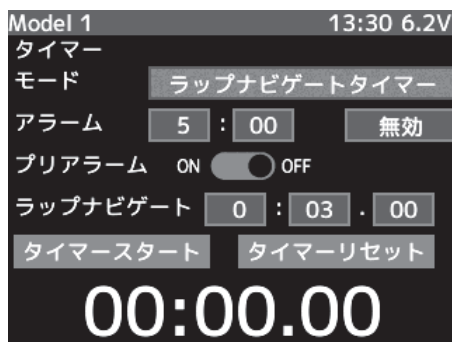 Model 1 13:30 6.2V
タイマー
モード ラップナビゲートタイマー
アラーム 5 : 00 無効
プリアラーム ON OFF
ラップナビゲート 0 : 03 . 00
タイマースタート タイマーリセット
00:00.00